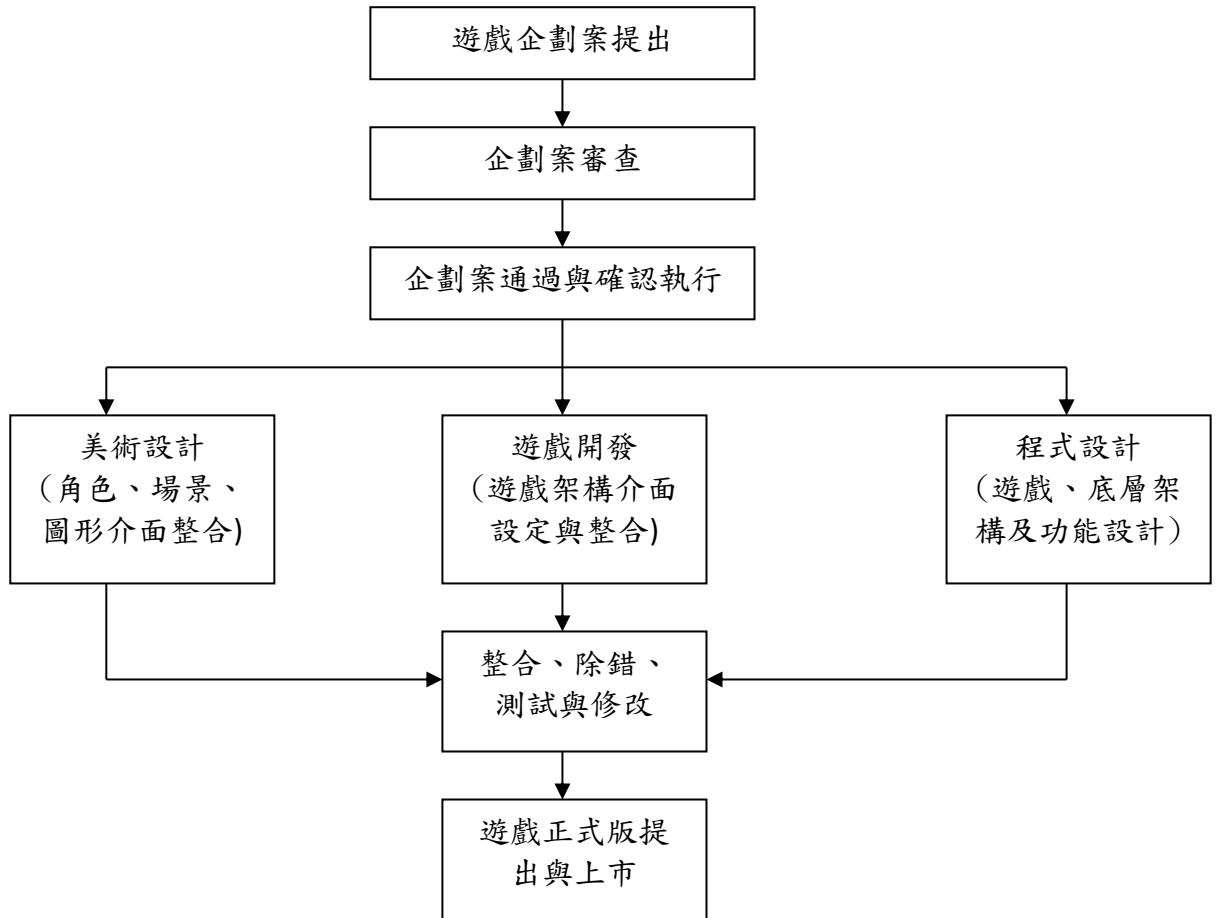 遊戲企劃案提出
企劃案審查
企劃案通過與確認執行
美術設計
（角色、場景、
圖形介面整合)
遊戲開發
（遊戲架構介面
設定與整合)
程式設計
（遊戲、底層架
構及功能設計）
整合、除錯、
測試與修改
遊戲正式版提
出與上市